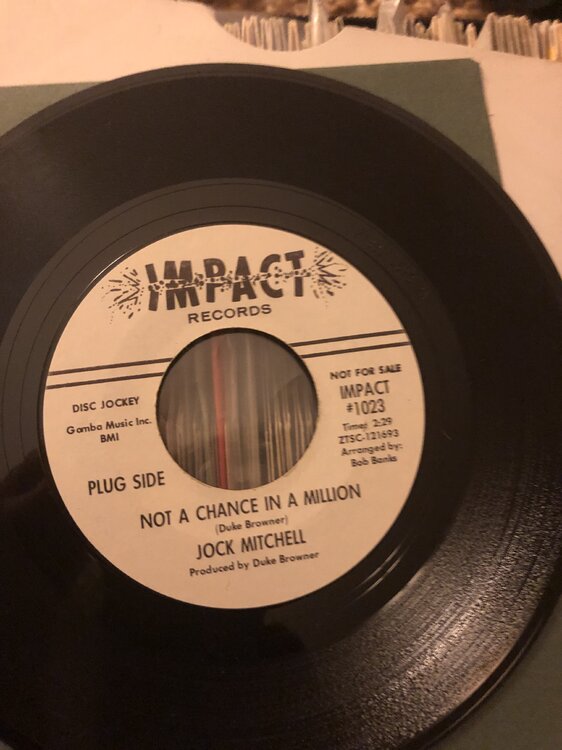 IMPACT
RECORDS
DISC JOCKEY
Gamba Music Inc.
BMI
PLUG SIDE
NOT FOR SALE
IMPACT
#1023
Time: 2:29
ZTSC-121693
Arranged by:
Bob Banks
NOT A CHANCE IN A MILLION
(Duke Browner)
JOCK MITCHELL
Produced by Duke Browner